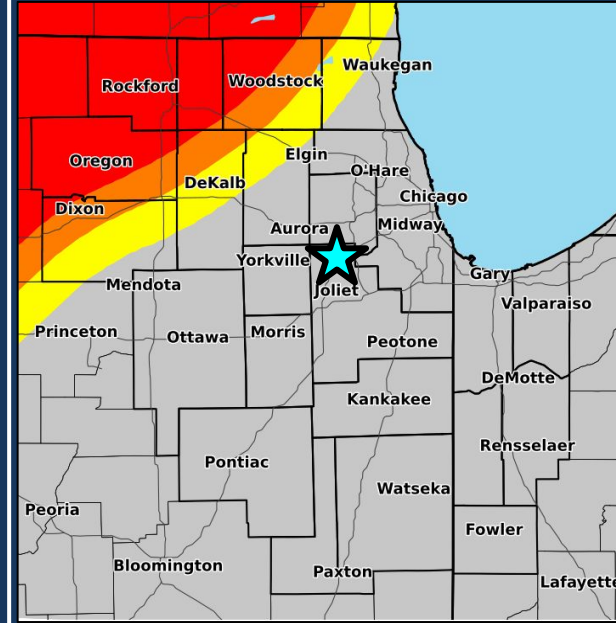 Waukegan
Rockford
Woodstock
Oregon
Elgin
O'Hare
DeKalb
Chicago
Dixon
Aurora
Midway
Yorkville
Gary
Mendota
Joliet
Valparaiso
Princeton
Ottawa
Morris
Peotone
DeMotte
Kankakee
Rensselaer
Pontiac
Watseka
Peoria
Fowler
Bloomington
Paxton
Lafayette